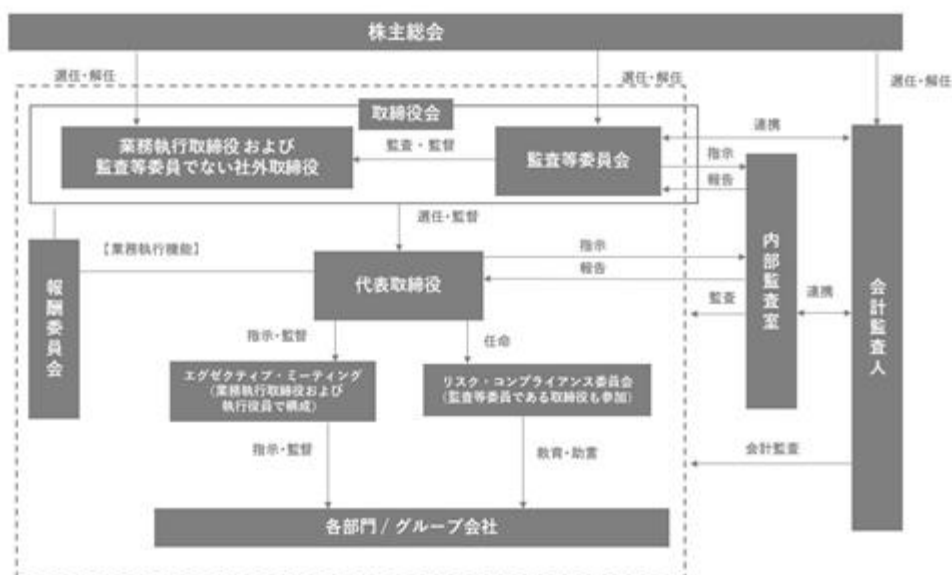 株主総会
選任・解任
選任・解任
選任・解任
取締役会
業務執行取締役 および
監査等委員でない社外取締役
監査・監督
監査等委員会
連携
指示
報告
選任・監督
【業務執行機能】
報酬委員会
代表取締役
指示
報告
監査
内部監査室
連携
会計監査人
指示・監督
任命
エグゼクティブ・ミーティング
(業務執行取締役および
執行役員で構成)
リスク・コンプライアンス委員会
(監査等委員である取締役も参加)
指示・監督
教育・助言
会計監査
各部門 / グループ会社